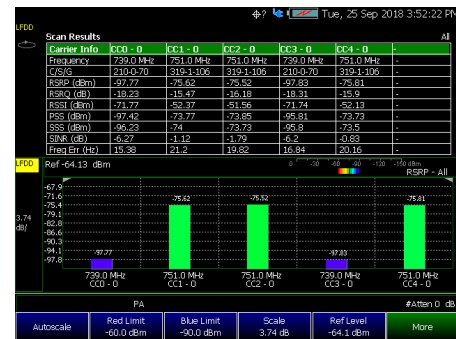 Tue, 25 Sep 2018 3:52:22 PM
LFDD
Scan Results All
Carrier Info CC0 - 0 CC1 - 0 CC2 - 0 CC3 - 0 CC4 - 0 -
Frequency 739.0 MHz 751.0 MHz 751.0 MHz 739.0 MHz 751.0 MHz -
C/S/G 210-0-70 319-1-106 319-1-106 210-0-70 319-1-106 -
RSRP (dBm) -97.77 -75.62 -75.52 -97.83 -75.81 -
RSRQ (dB) -18.23 -15.47 -16.18 -18.31 -15.9 -
RSSI (dBm) -71.77 -52.37 -51.56 -71.74 -52.13 -
PSS (dBm) -97.42 -73.77 -73.85 -95.81 -73.73 -
SSS (dBm) -96.23 -74 -73.73 -95.8 -73.5 -
SINR (dB) -6.27 -1.12 -1.79 -6.2 -0.83 -
Freq Err (Hz) 15.38 21.2 19.82 16.84 20.16 -
LFDD Ref -64.13 dBm 0 -30 -60 -90 -120 -150 dBm
RSRP - All
-67.9
-71.6
-75.4
-79.1
-82.8
-86.6
-90.3
-94.1
-97.8
3.74
dB/
-97.77 -75.62 -75.52 -97.83 -75.81
739.0 MHz 751.0 MHz 751.0 MHz 739.0 MHz 751.0 MHz
CC0 - 0 CC1 - 0 CC2 - 0 CC3 - 0 CC4 - 0
PA #Atten 0 dB
Autoscale Red Limit Blue Limit Scale Ref Level More
-60.0 dBm -90.0 dBm 3.74 dB -64.1 dBm